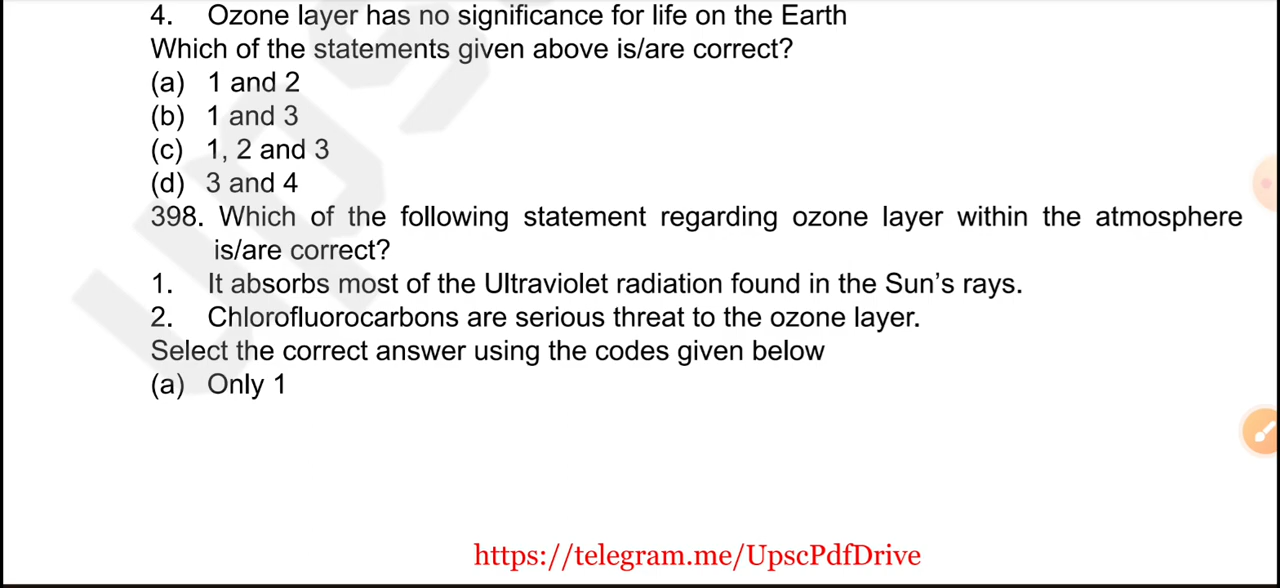 4. Ozone layer has no significance for life on the Earth
Which of the statements given above is/are correct?
(a) 1 and 2
(b) 1 and 3
(c) 1, 2 and 3
(d) 3 and 4
398. Which of the following statement regarding ozone layer within the atmosphere
is/are correct?
1. It absorbs most of the Ultraviolet radiation found in the Sun's rays.
2. Chlorofluorocarbons are serious threat to the ozone layer.
Select the correct answer using the codes given below
(a) Only 1
https://telegram.me/UpscPdfDrive